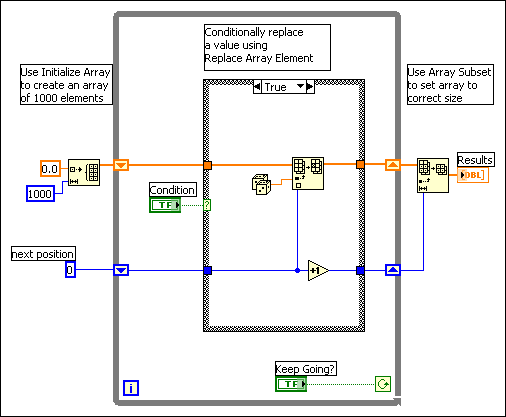 Conditionally replace
a value using
Replace Array Element
Use Initialize Array
to create an array
of 1000 elements
Use Array Subset
to set array to
correct size
True
0.0
1000
Condition
TF
?
Results
DBL
next position
0
+1
Keep Going?
TF
i